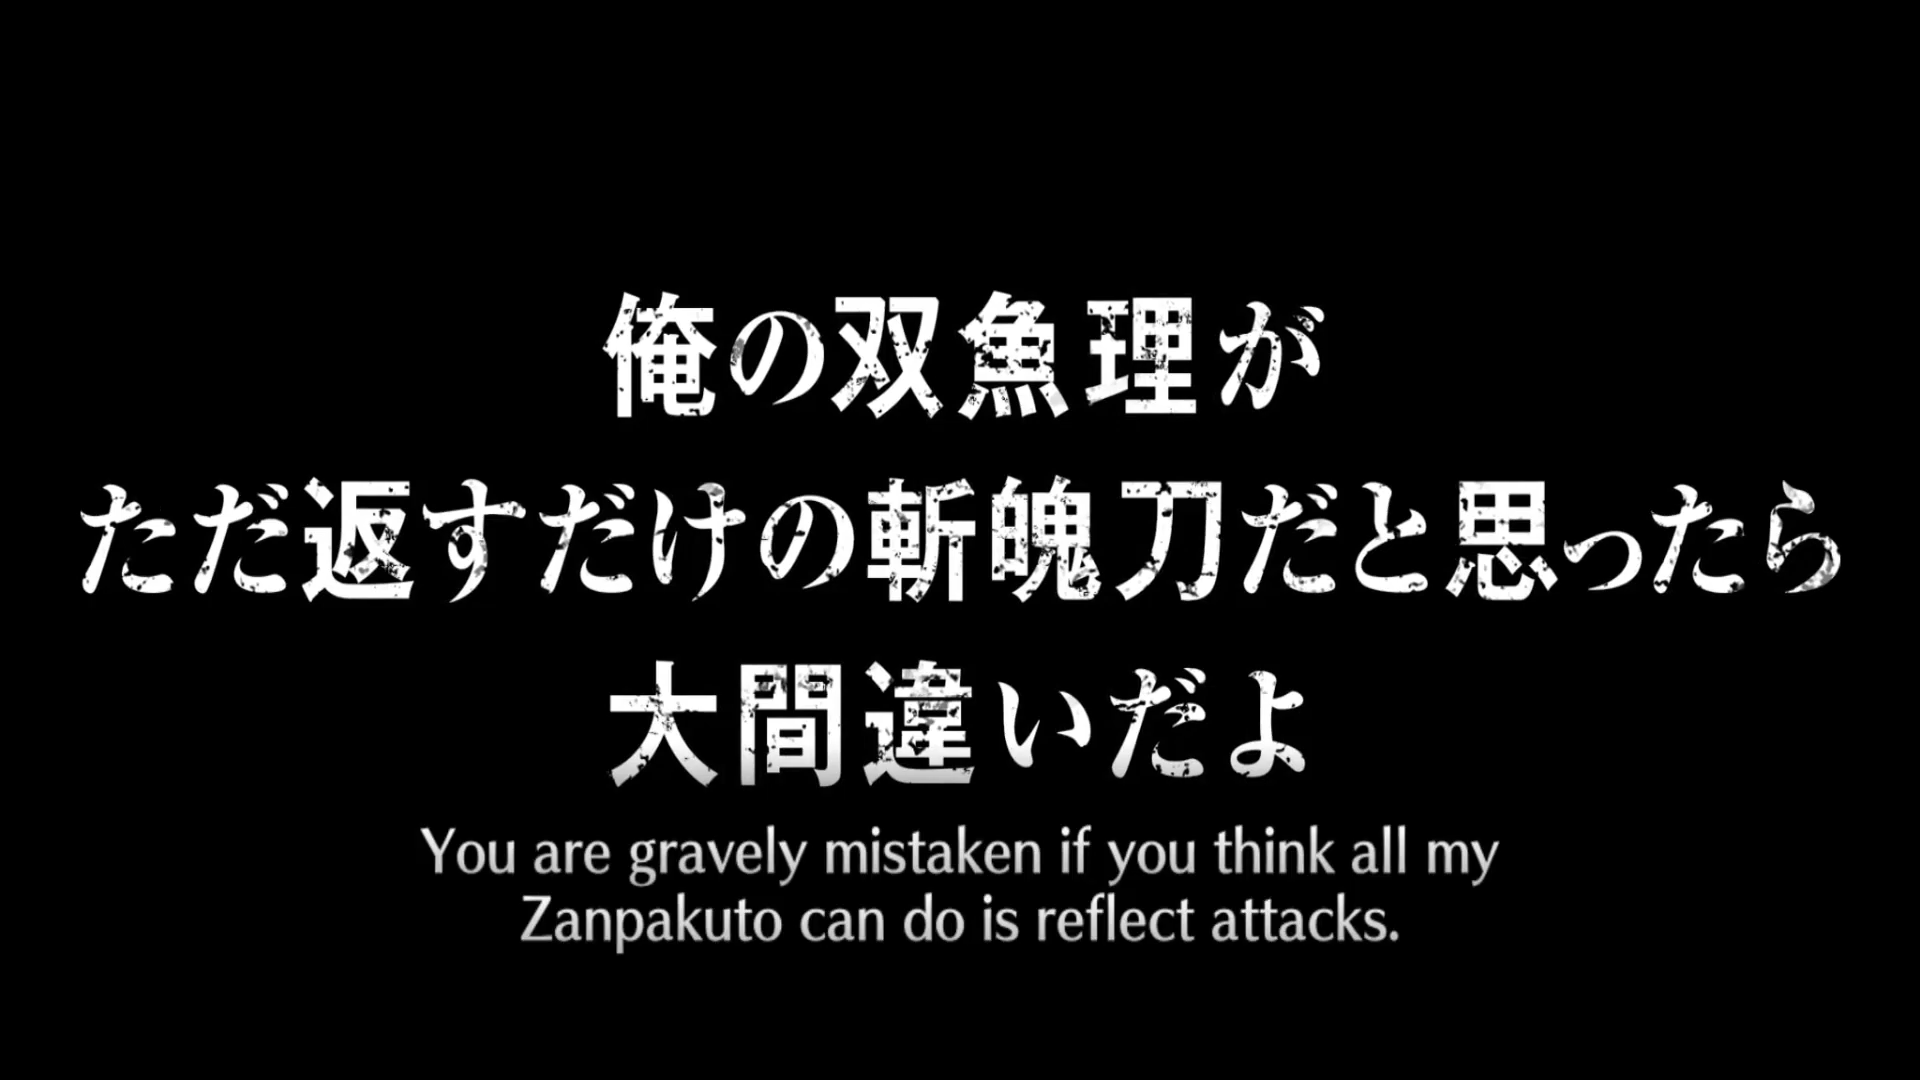 俺の双魚理が
ただ返すだけの斬魄刀だと思ったら
大間違いだよ
You are gravely mistaken if you think all my
Zanpakuto can do is reflect attacks.